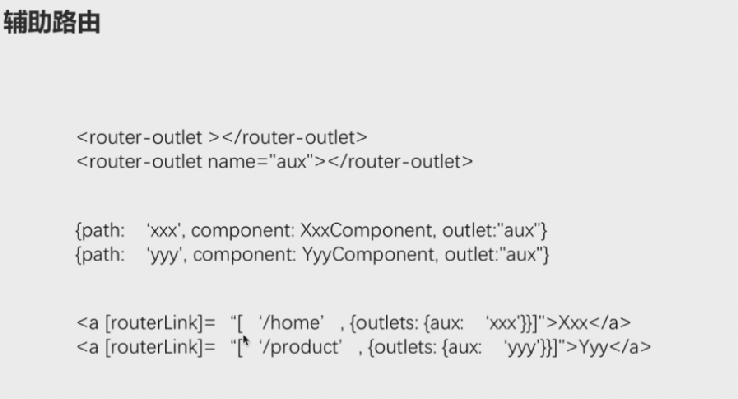 辅助路由
<router-outlet ></router-outlet>
<router-outlet name="aux"></router-outlet>
{path: ‘xxx’, component: XxxComponent, outlet:"aux"}
{path: ‘yyy’, component: YyyComponent, outlet:"aux"}
<a [routerLink]= “[ ‘/home’ , {outlets: {aux: ‘xxx’}}]">Xxx</a>
<a [routerLink]= “[ ‘/product’ , {outlets: {aux: ‘yyy’}}]">Yyy</a>